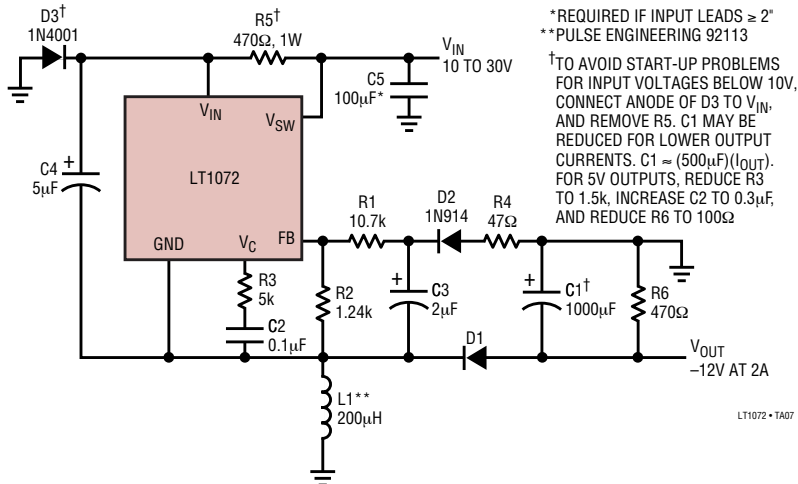 D3†
1N4001
R5†
470Ω, 1W
VIN
10 TO 30V
C5
100µF*
VIN
VSW
LT1072
GND
VC
FB
C4
+
5µF
R3
5k
C2
0.1µF
R1
10.7k
R2
1.24k
D2
1N914
R4
47Ω
+
C3
2µF
+
C1†
1000µF
R6
470Ω
D1
VOUT
–12V AT 2A
L1**
200µH
*REQUIRED IF INPUT LEADS ≥ 2"
**PULSE ENGINEERING 92113
†TO AVOID START-UP PROBLEMS
FOR INPUT VOLTAGES BELOW 10V,
CONNECT ANODE OF D3 TO VIN,
AND REMOVE R5. C1 MAY BE
REDUCED FOR LOWER OUTPUT
CURRENTS. C1 ≈ (500µF)(IOUT).
FOR 5V OUTPUTS, REDUCE R3
TO 1.5k, INCREASE C2 TO 0.3µF,
AND REDUCE R6 TO 100Ω
LT1072 • TA07